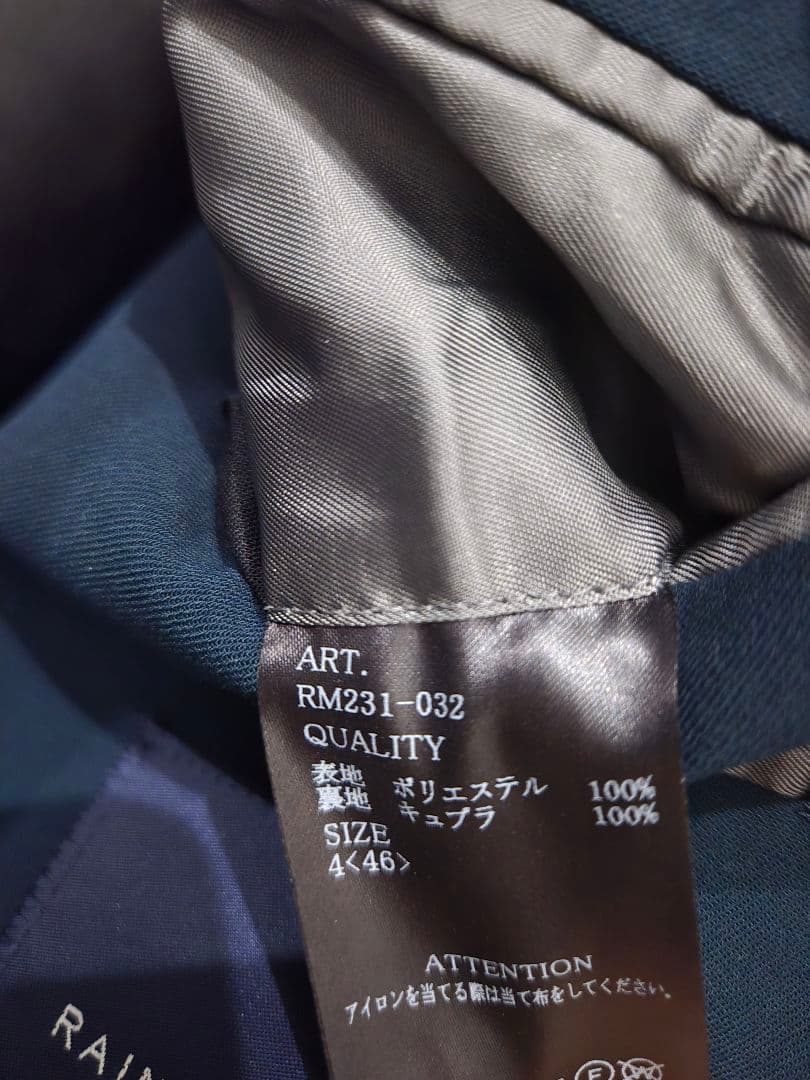 ART.
RM231-032
QUALITY
表地 ポリエステル 100%
裏地 キュプラ 100%
SIZE
4<46>
ATTENTION
アイロンを当てる際は当て布をしてください。
RAIN
F
W